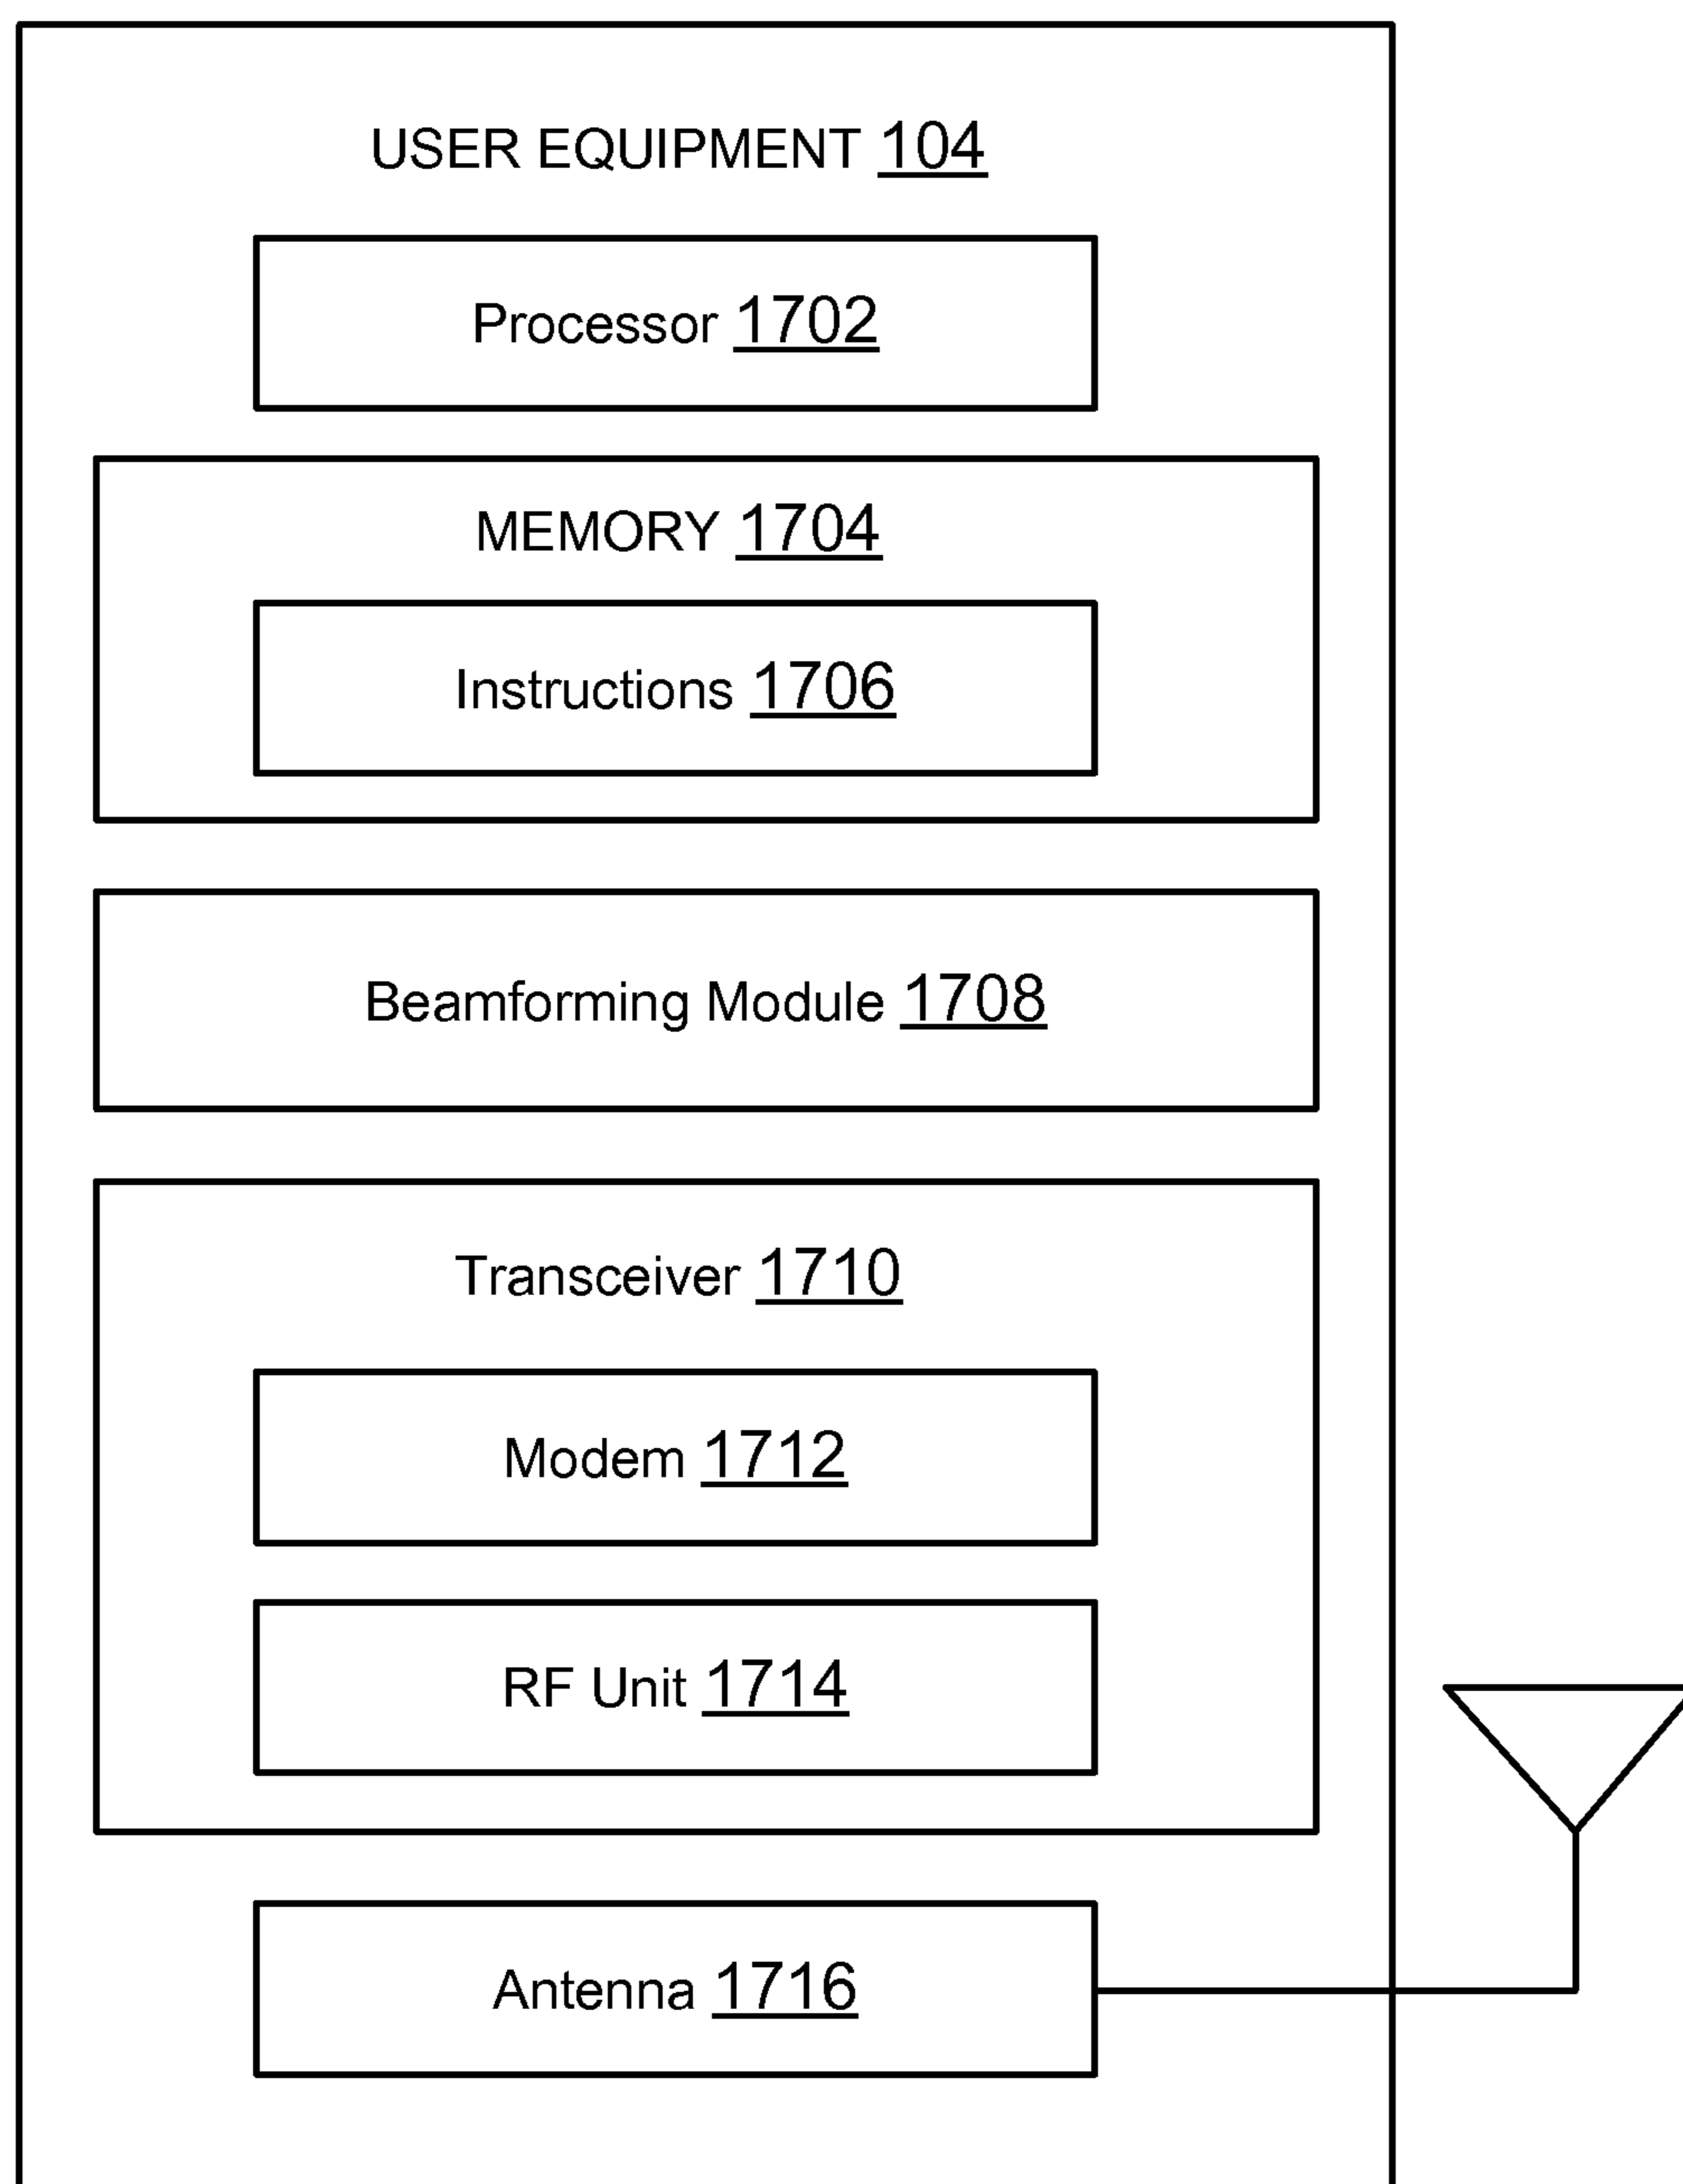 USER EQUIPMENT 104
Processor 1702
MEMORY 1704
Instructions 1706
Beamforming Module 1708
Transceiver 1710
Modem 1712
RF Unit 1714
Antenna 1716